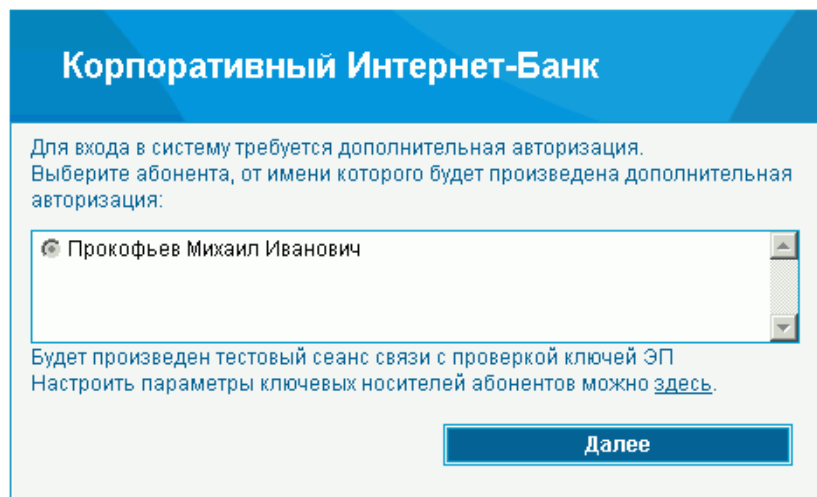 Корпоративный Интернет-Банк
Для входа в систему требуется дополнительная авторизация.
Выберите абонента, от имени которого будет произведена дополнительная
авторизация:
Прокофьев Михаил Иванович
Будет произведен тестовый сеанс связи с проверкой ключей ЭП
Настроить параметры ключевых носителей абонентов можно здесь.
Далее